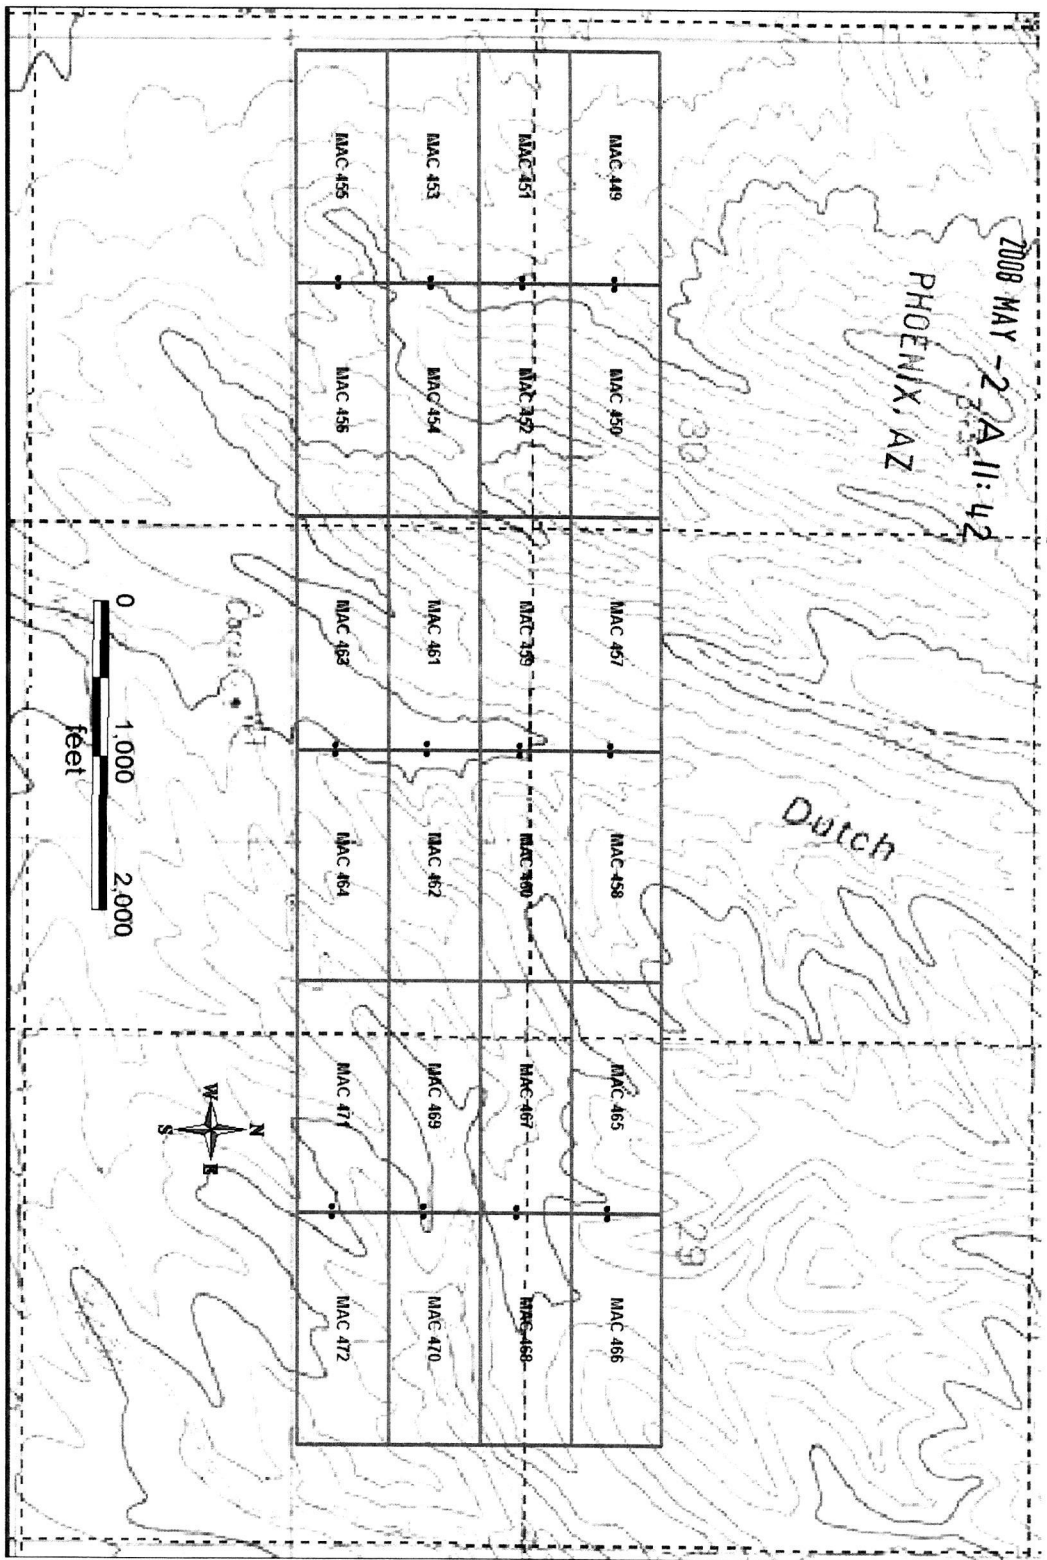 2008 MAY -2 A 11: 42
PHOENIX, AZ
30
29
Dutch
MAC 449
MAC 450
MAC 457
MAC 458
MAC 465
MAC 466
MAC 451
MAC 452
MAC 459
MAC 460
MAC 467
MAC 468
MAC 453
MAC 454
MAC 461
MAC 462
MAC 469
MAC 470
MAC 455
MAC 456
MAC 463
MAC 464
MAC 471
MAC 472
N
W
E
S
0
1,000
2,000
feet